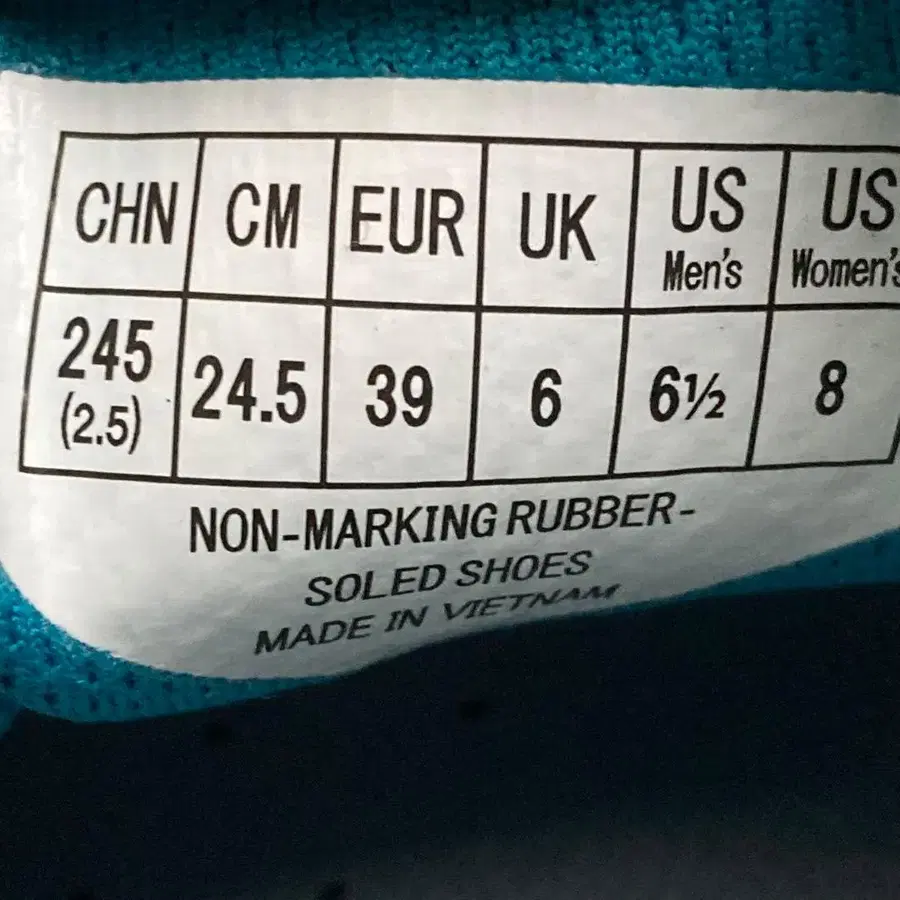 CHN CM EUR UK US Men's US Women's
245 (2.5) 24.5 39 6 6½ 8
NON-MARKING RUBBER-
SOLED SHOES
MADE IN VIETNAM